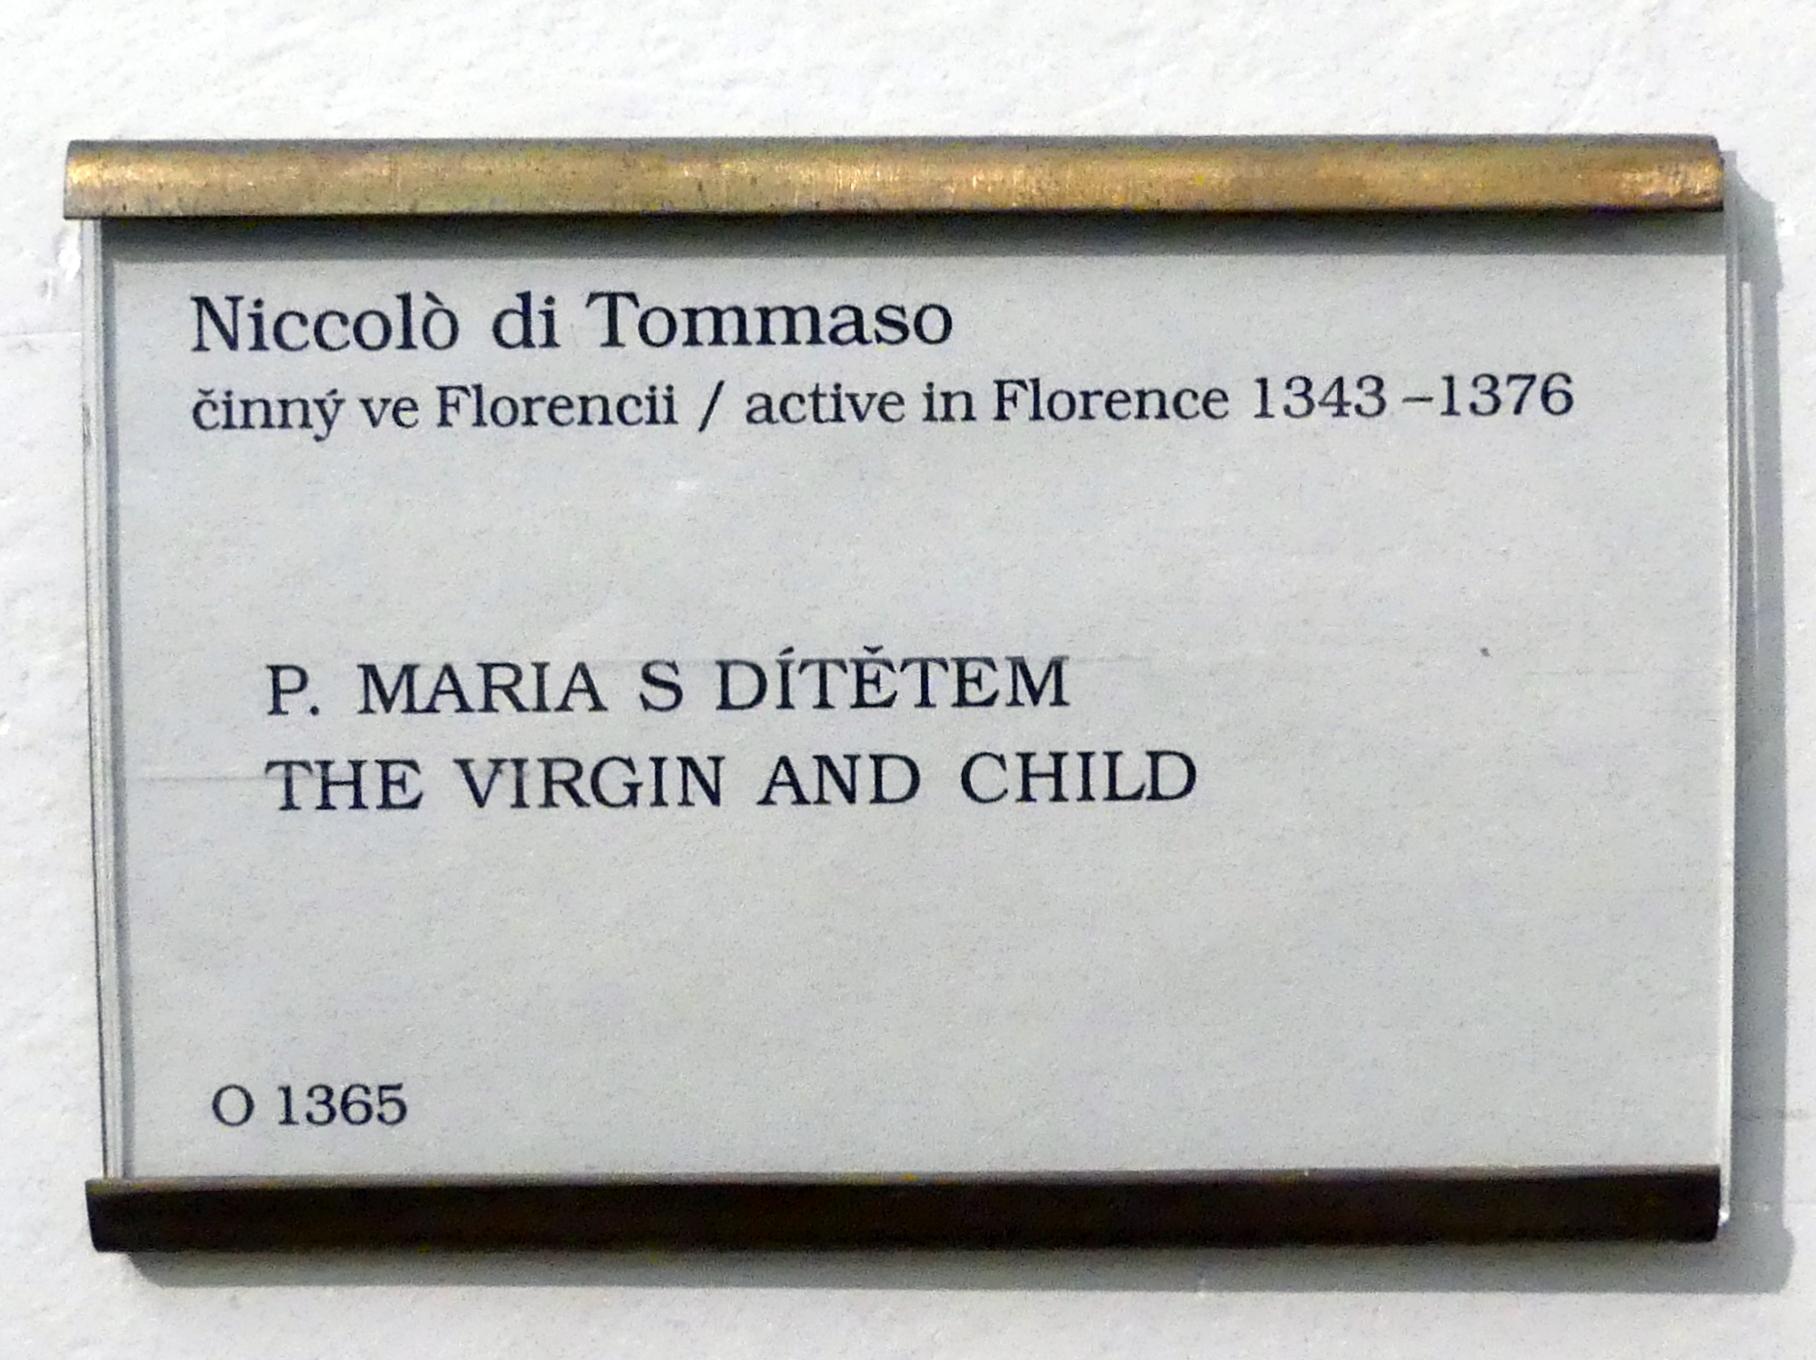 Niccolò di Tommaso
činný ve Florencii / active in Florence 1343 –1376
P. MARIA S DÍTĚTEM
THE VIRGIN AND CHILD
O 1365